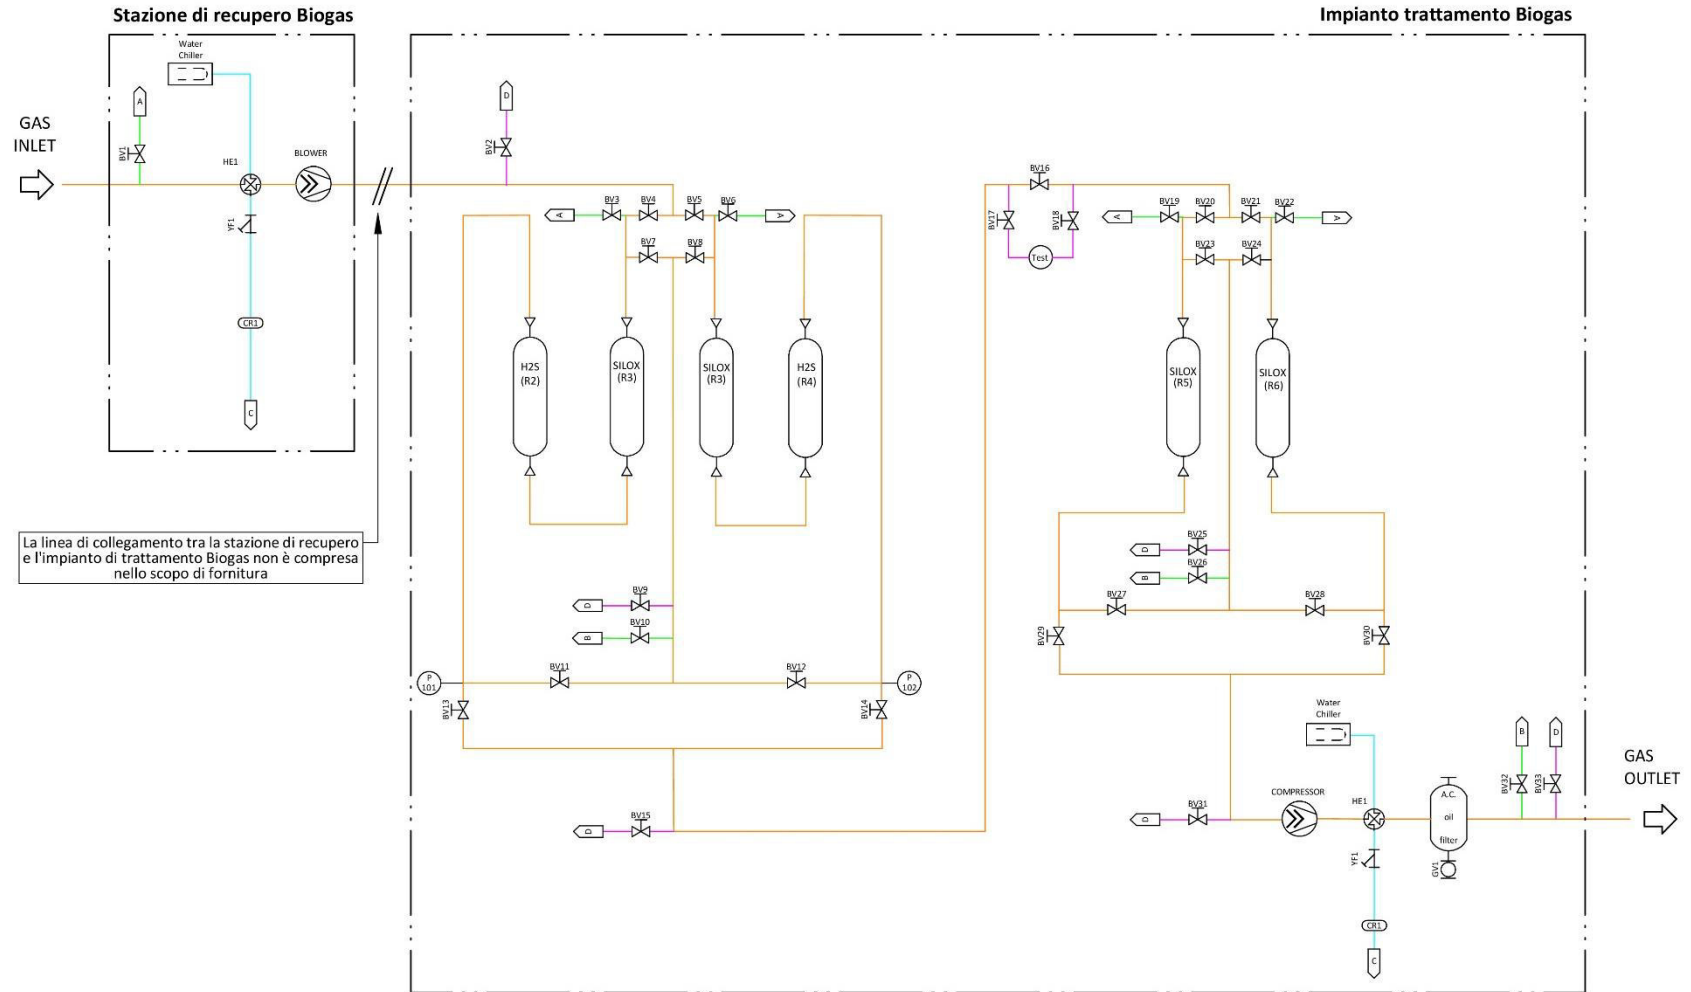 Stazione di recupero Biogas
Impianto trattamento Biogas
Water
Chiller
A
GAS
INLET
BV1
HE1
BLOWER
YF1
CR1
C
La linea di collegamento tra la stazione di recupero
e l'impianto di trattamento Biogas non è compresa
nello scopo di fornitura
D
BV2
A
BV3
BV4
BV5
BV6
A
BV7
BV8
H2S
(R2)
SILOX
(R3)
SILOX
(R3)
H2S
(R4)
D
BV9
B
BV10
BV11
BV12
P
101
P
102
BV13
BV14
D
BV15
BV16
BV17
BV18
Test
A
BV19
BV20
BV21
BV22
A
BV23
BV24
SILOX
(R5)
SILOX
(R6)
D
BV25
B
BV26
BV27
BV28
BV29
BV30
Water
Chiller
D
BV31
COMPRESSOR
HE1
YF1
CR1
C
A.C.
oil
filter
GV1
B
D
BV32
BV33
GAS
OUTLET